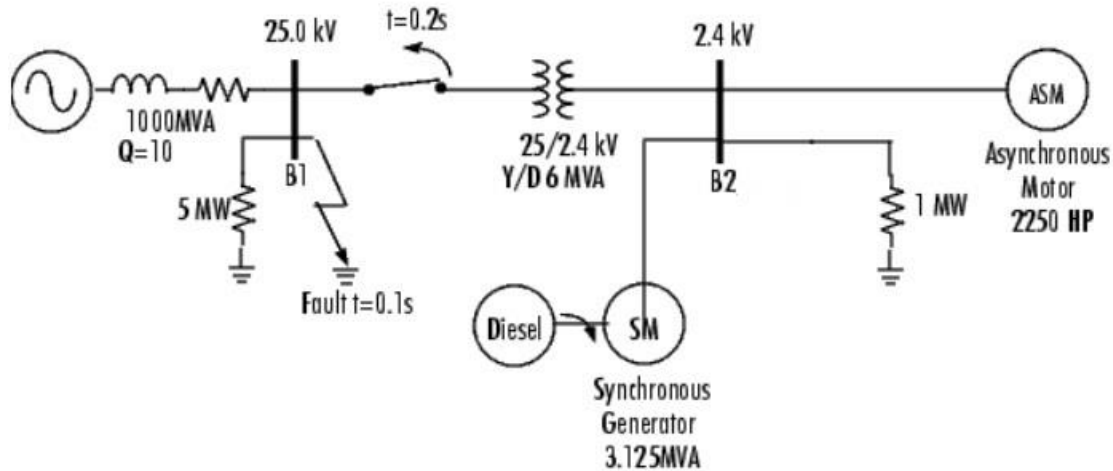 25.0 kV
t=0.2s
2.4 kV
1000MVA
Q=10
B1
25/2.4 kV
Y/D 6 MVA
B2
ASM
Asynchronous
Motor
2250 HP
5 MW
1 MW
Fault t=0.1s
Diesel
SM
Synchronous
Generator
3.125MVA